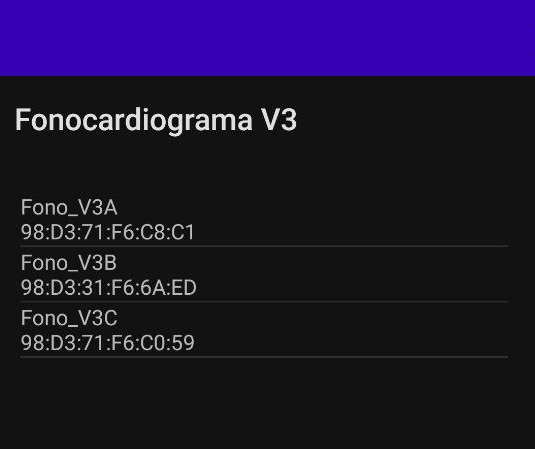 Fonocardiograma V3
Fono_V3A
98:D3:71:F6:C8:C1
Fono_V3B
98:D3:31:F6:6A:ED
Fono_V3C
98:D3:71:F6:C0:59